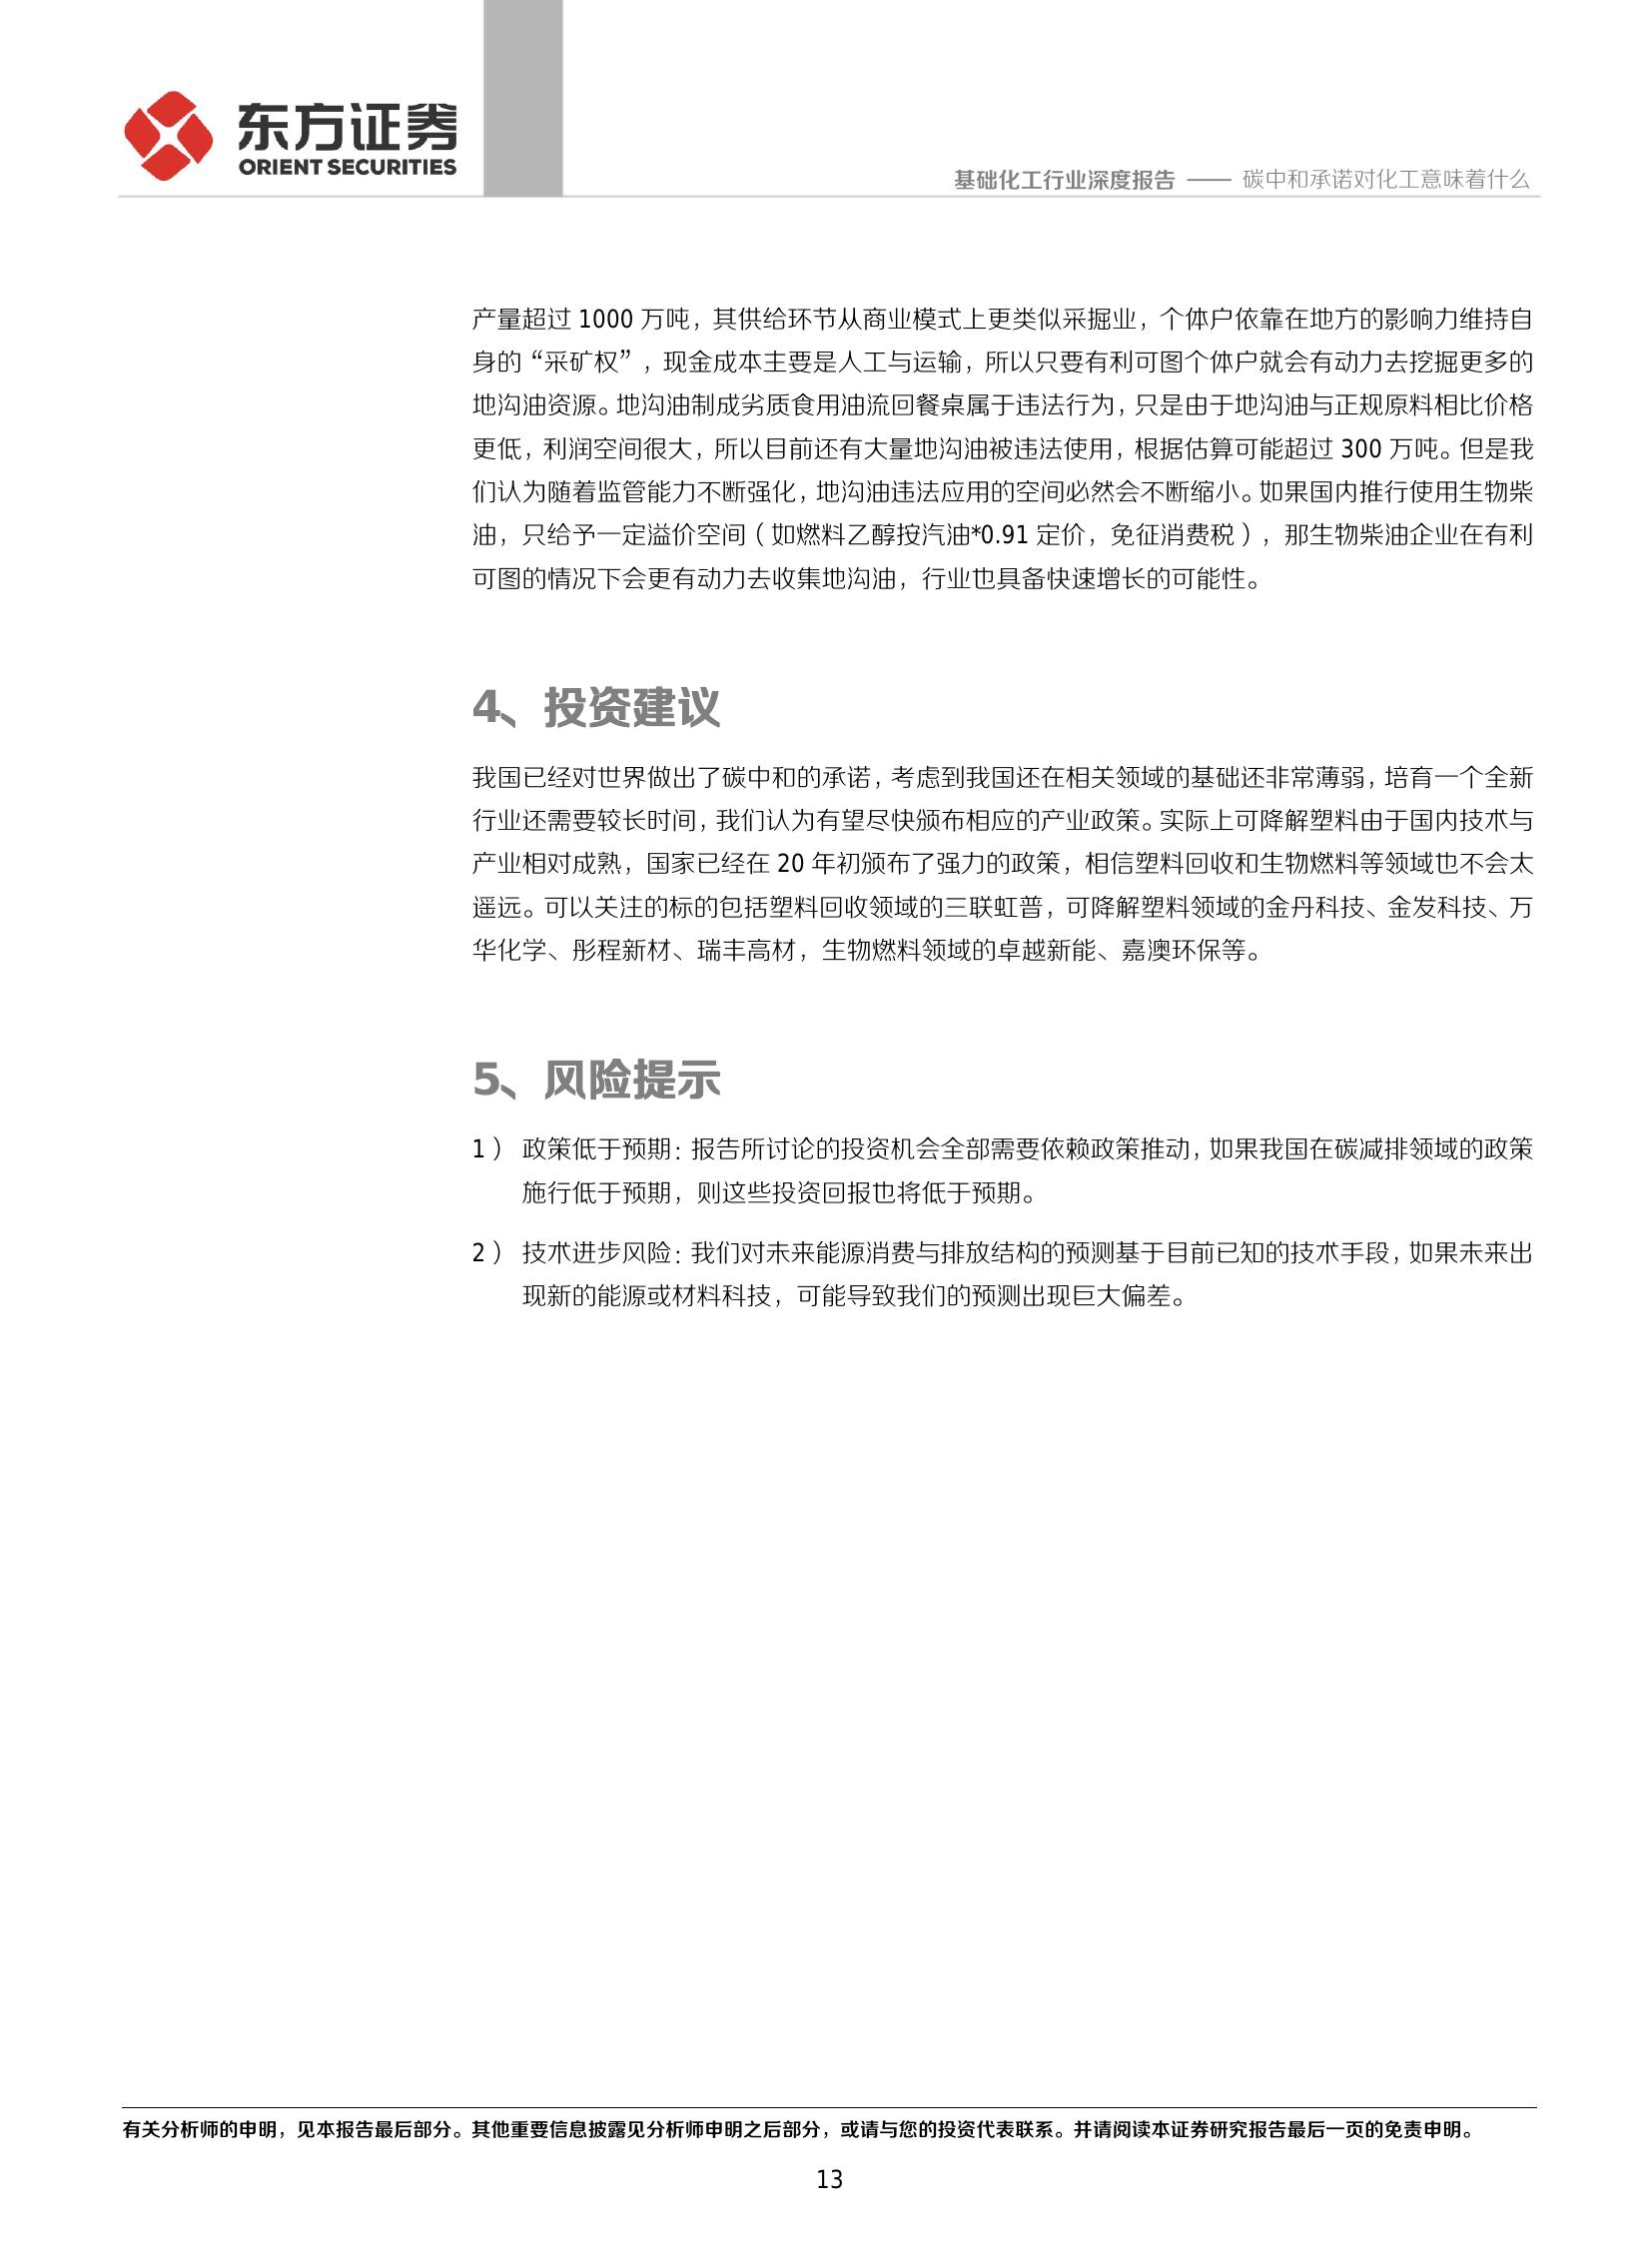 东方证券
ORIENT SECURITIES
基础化工行业深度报告 —— 碳中和承诺对化工意味着什么
产量超过 1000 万吨，其供给环节从商业模式上更类似采掘业，个体户依靠在地方的影响力维持自
身的“采矿权”，现金成本主要是人工与运输，所以只要有利可图个体户就会有动力去挖掘更多的
地沟油资源。地沟油制成劣质食用油流回餐桌属于违法行为，只是由于地沟油与正规原料相比价格
更低，利润空间很大，所以目前还有大量地沟油被违法使用，根据估算可能超过 300 万吨。但是我
们认为随着监管能力不断强化，地沟油违法应用的空间必然会不断缩小。如果国内推行使用生物柴
油，只给予一定溢价空间（如燃料乙醇按汽油*0.91 定价，免征消费税），那生物柴油企业在有利
可图的情况下会更有动力去收集地沟油，行业也具备快速增长的可能性。
4、投资建议
我国已经对世界做出了碳中和的承诺，考虑到我国还在相关领域的基础还非常薄弱，培育一个全新
行业还需要较长时间，我们认为有望尽快颁布相应的产业政策。实际上可降解塑料由于国内技术与
产业相对成熟，国家已经在 20 年初颁布了强力的政策，相信塑料回收和生物燃料等领域也不会太
遥远。可以关注的标的包括塑料回收领域的三联虹普，可降解塑料领域的金丹科技、金发科技、万
华化学、彤程新材、瑞丰高材，生物燃料领域的卓越新能、嘉澳环保等。
5、风险提示
1） 政策低于预期：报告所讨论的投资机会全部需要依赖政策推动，如果我国在碳减排领域的政策
施行低于预期，则这些投资回报也将低于预期。
2） 技术进步风险：我们对未来能源消费与排放结构的预测基于目前已知的技术手段，如果未来出
现新的能源或材料科技，可能导致我们的预测出现巨大偏差。
有关分析师的申明，见本报告最后部分。其他重要信息披露见分析师申明之后部分，或请与您的投资代表联系。并请阅读本证券研究报告最后一页的免责申明。
13